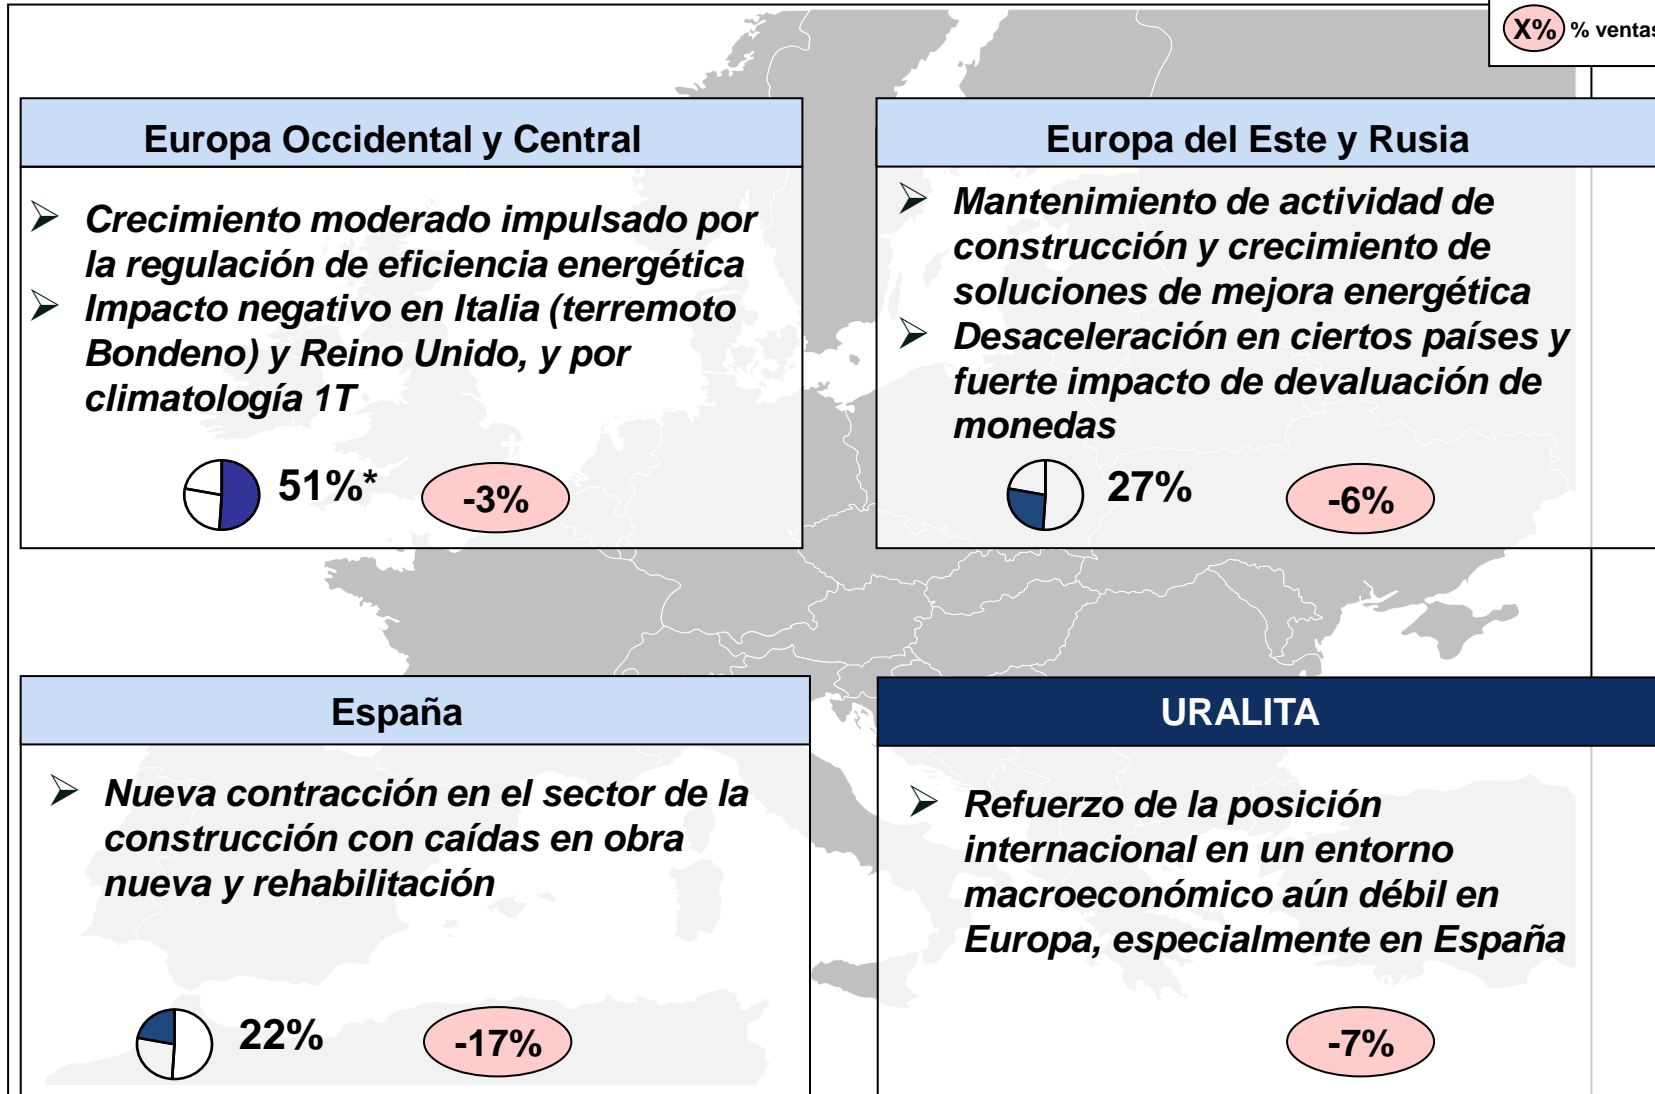 X% % ventas
Europa Occidental y Central
Crecimiento moderado impulsado por
la regulación de eficiencia energética
Impacto negativo en Italia (terremoto
Bondeno) y Reino Unido, y por
climatología 1T
51%* -3%
Europa del Este y Rusia
Mantenimiento de actividad de
construcción y crecimiento de
soluciones de mejora energética
Desaceleración en ciertos países y
fuerte impacto de devaluación de
monedas
27% -6%
España
Nueva contracción en el sector de la
construcción con caídas en obra
nueva y rehabilitación
22% -17%
URALITA
Refuerzo de la posición
internacional en un entorno
macroeconómico aún débil en
Europa, especialmente en España
-7%